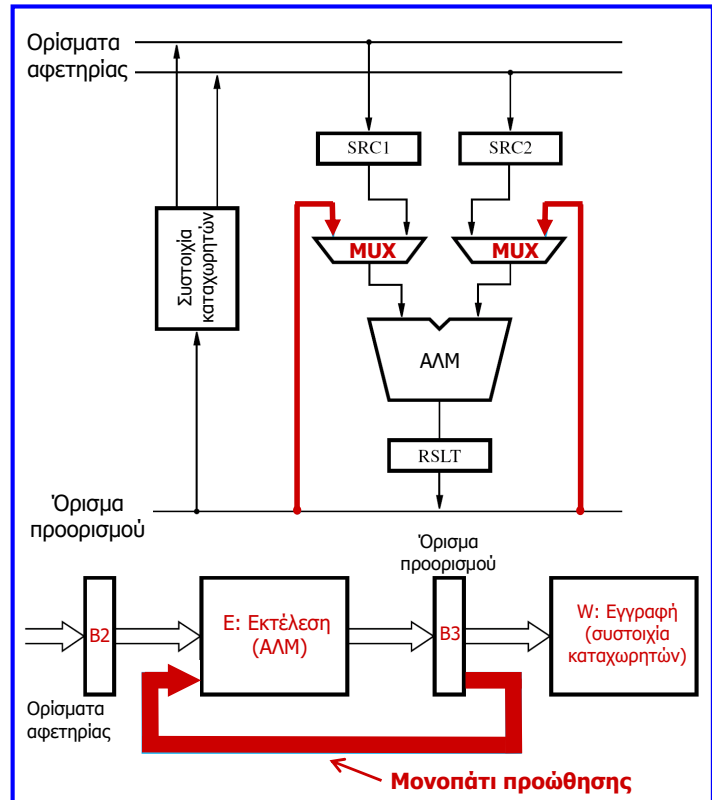 Ορίσματα
αφετηρίας
SRC1
SRC2
Συστοιχία
καταχωρητών
MUX
MUX
ΑΛΜ
RSLT
Όρισμα
προορισμού
Όρισμα
προορισμού
B2
E: Εκτέλεση
(ΑΛΜ)
B3
W: Εγγραφή
(συστοιχία
καταχωρητών)
Ορίσματα
αφετηρίας
Μονοπάτι προώθησης